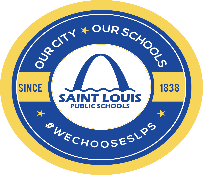 OUR CITY ★ OUR SCHOOLS
SINCE 1838
SAINT LOUIS
PUBLIC SCHOOLS
#WECHOOSESLPS